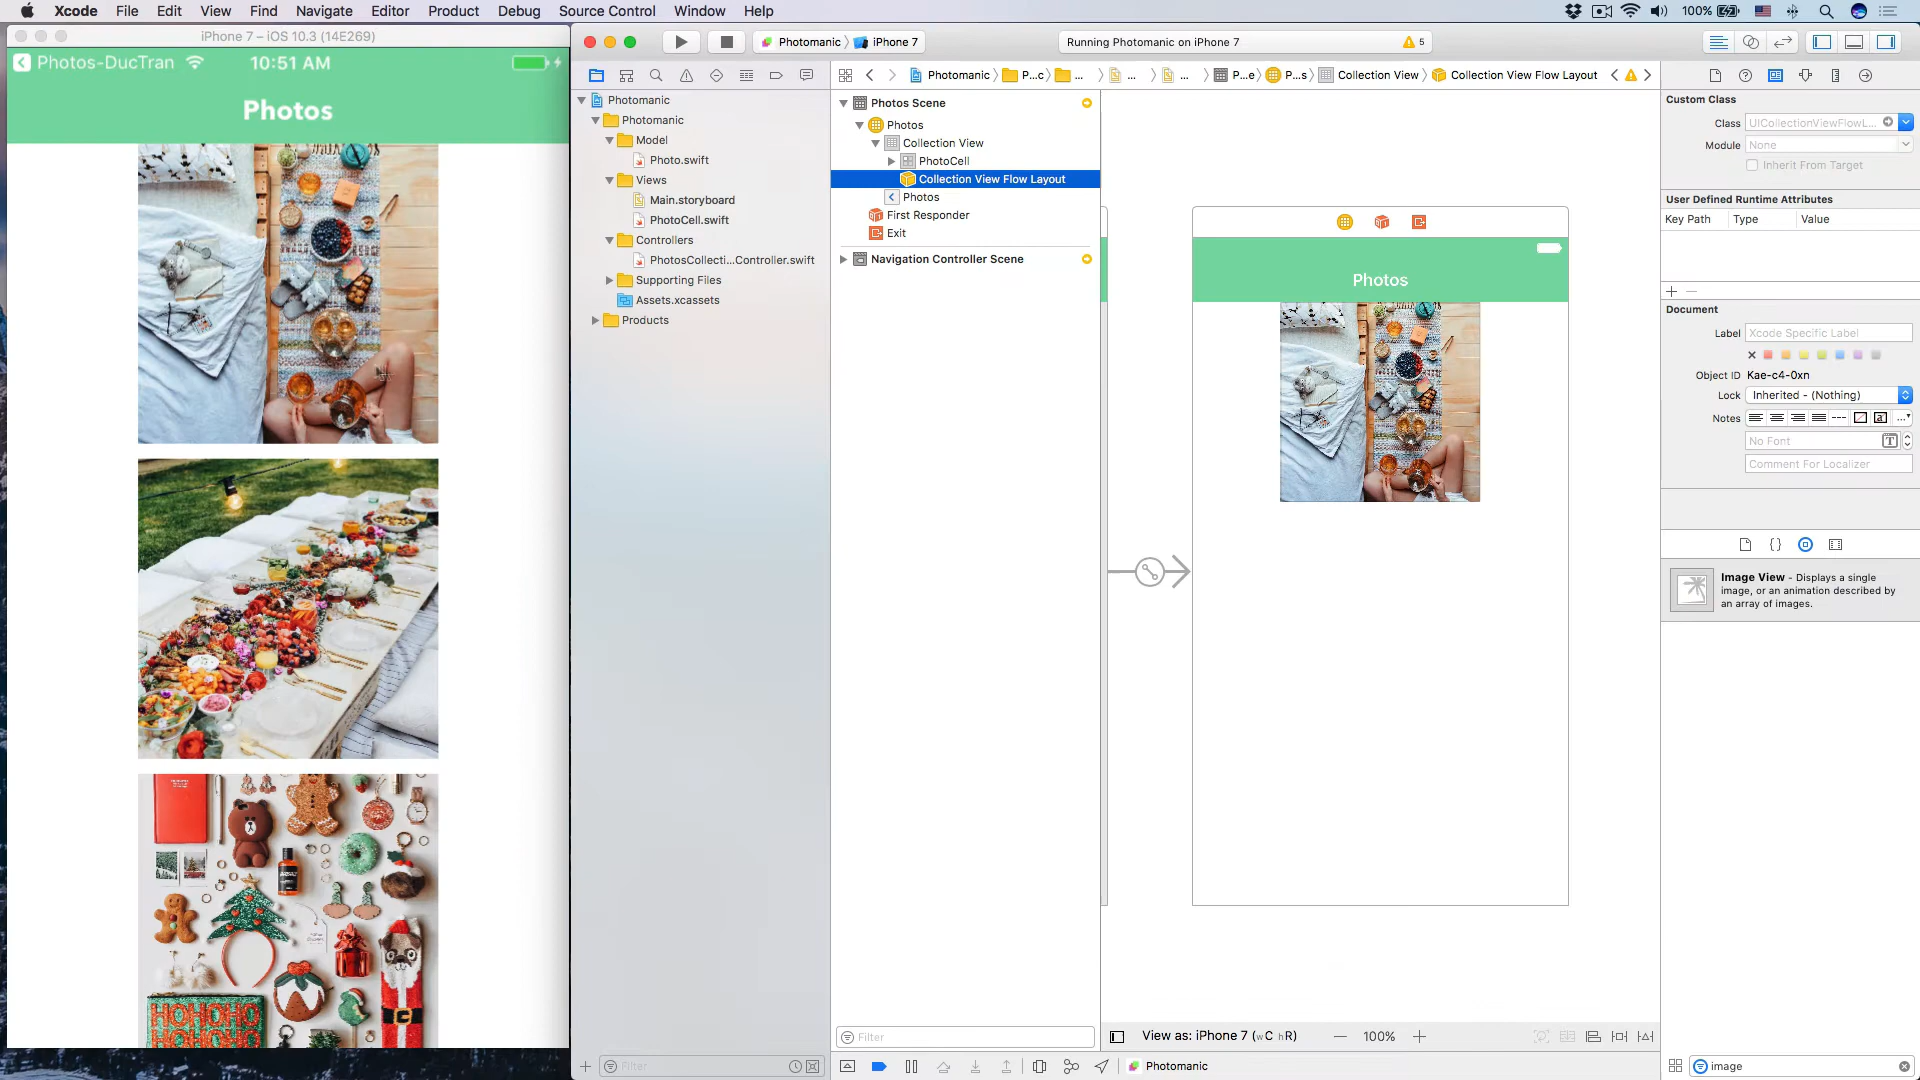 Xcode File Edit View Find Navigate Editor Product Debug Source Control Window Help 100%
iPhone 7 – iOS 10.3 (14E269)
Photos-DucTran 10:51 AM
Photos
Photomanic iPhone 7
Running Photomanic on iPhone 7
5
Photomanic P...c ... ... ... P...e P...s Collection View Collection View Flow Layout
Photomanic
Photomanic
Model
Photo.swift
Views
Main.storyboard
PhotoCell.swift
Controllers
PhotosCollecti...Controller.swift
Supporting Files
Assets.xcassets
Products
Filter
Photos Scene
Photos
Collection View
PhotoCell
Collection View Flow Layout
Photos
First Responder
Exit
Navigation Controller Scene
Filter
Photos
View as: iPhone 7 (wC hR)
100%
Photomanic
Custom Class
Class UICollectionViewFlowL...
Module None
Inherit From Target
User Defined Runtime Attributes
Key Path Type Value
Document
Label Xcode Specific Label
Object ID Kae-c4-0xn
Lock Inherited - (Nothing)
Notes
No Font
Comment For Localizer
Image View - Displays a single
image, or an animation described by
an array of images.
image
HOHOHO